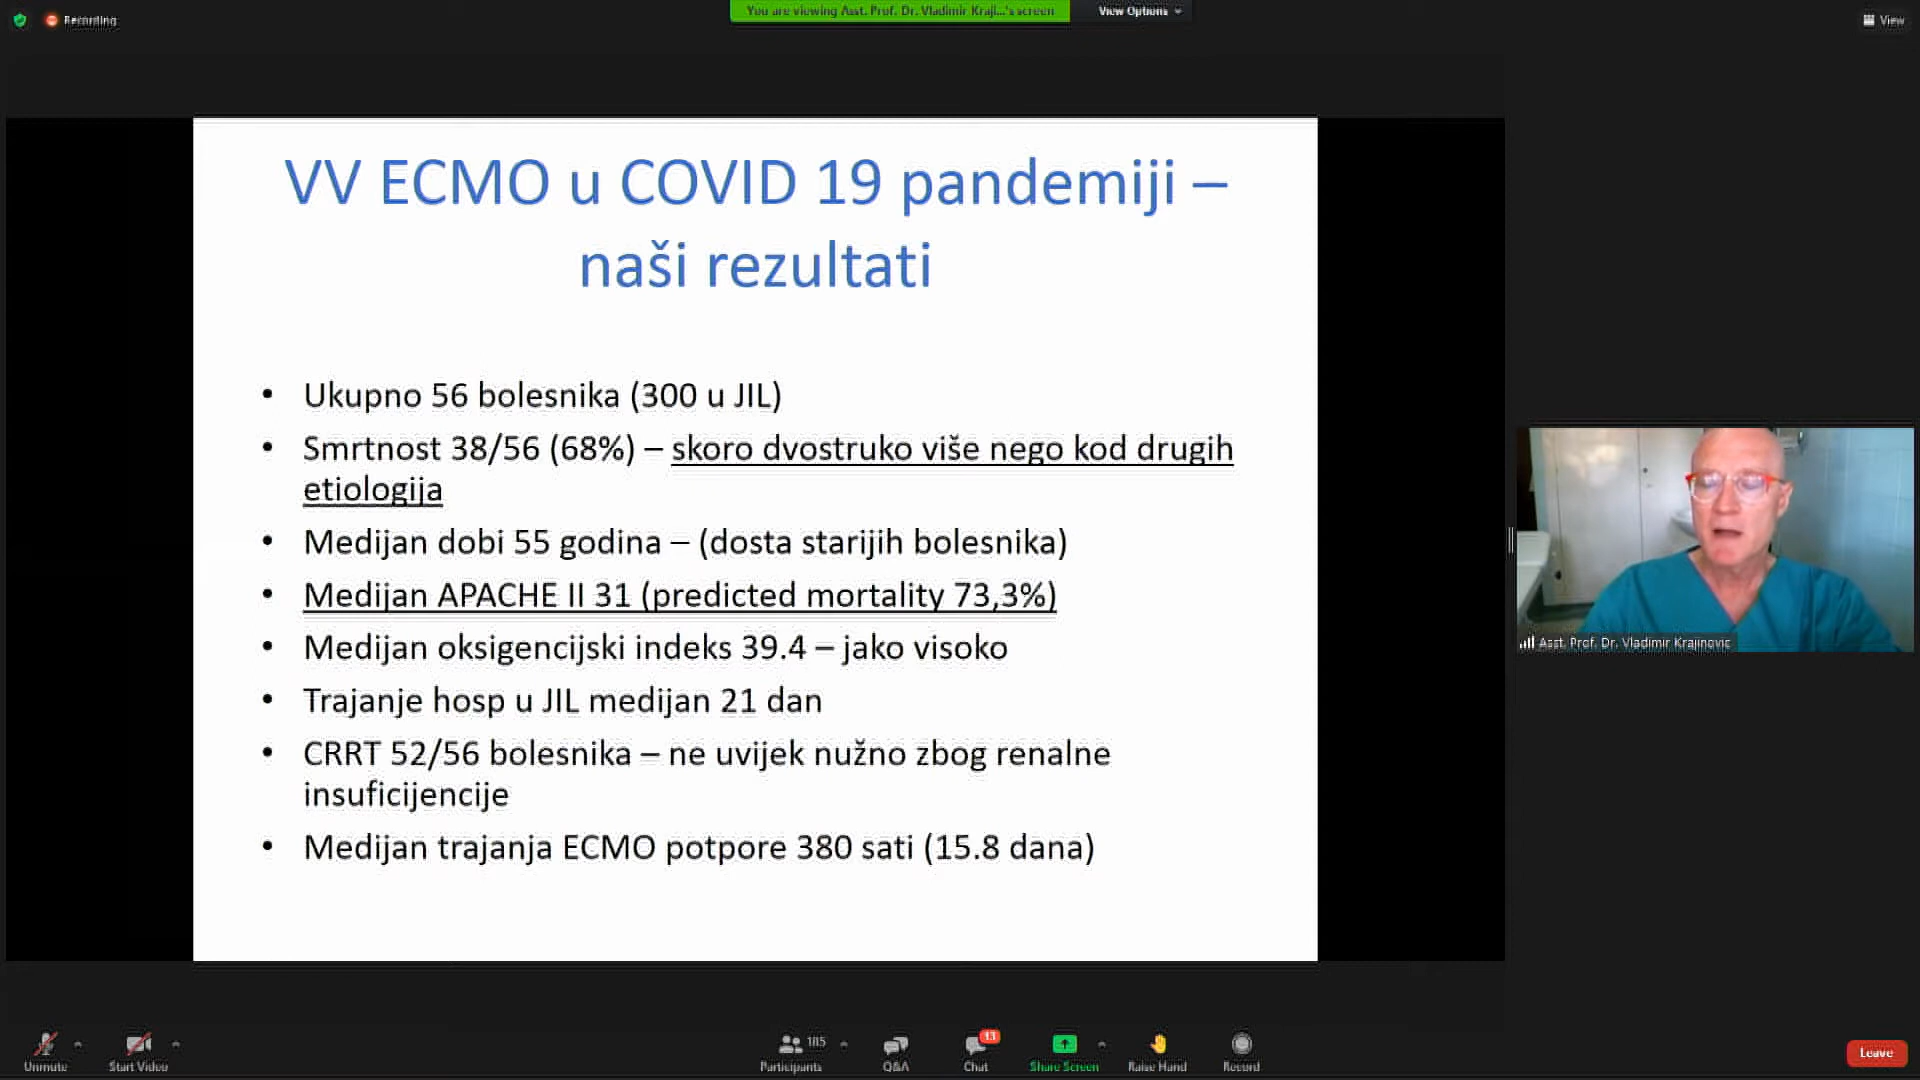 Recording
You are viewing Asst. Prof. Dr. Vladimir Kraji...'s screen
View Options
View
VV ECMO u COVID 19 pandemiji –
naši rezultati
• Ukupno 56 bolesnika (300 u JIL)
• Smrtnost 38/56 (68%) – skoro dvostruko više nego kod drugih
etiologija
• Medijan dobi 55 godina – (dosta starijih bolesnika)
• Medijan APACHE II 31 (predicted mortality 73,3%)
• Medijan oksigencijski indeks 39.4 – jako visoko
• Trajanje hosp u JIL medijan 21 dan
• CRRT 52/56 bolesnika – ne uvijek nužno zbog renalne
insuficijencije
• Medijan trajanja ECMO potpore 380 sati (15.8 dana)
Asst. Prof. Dr. Vladimir Krajinovic
Unmute
Start Video
185
Participants
Q&A
13
Chat
Share Screen
Raise Hand
Record
Leave